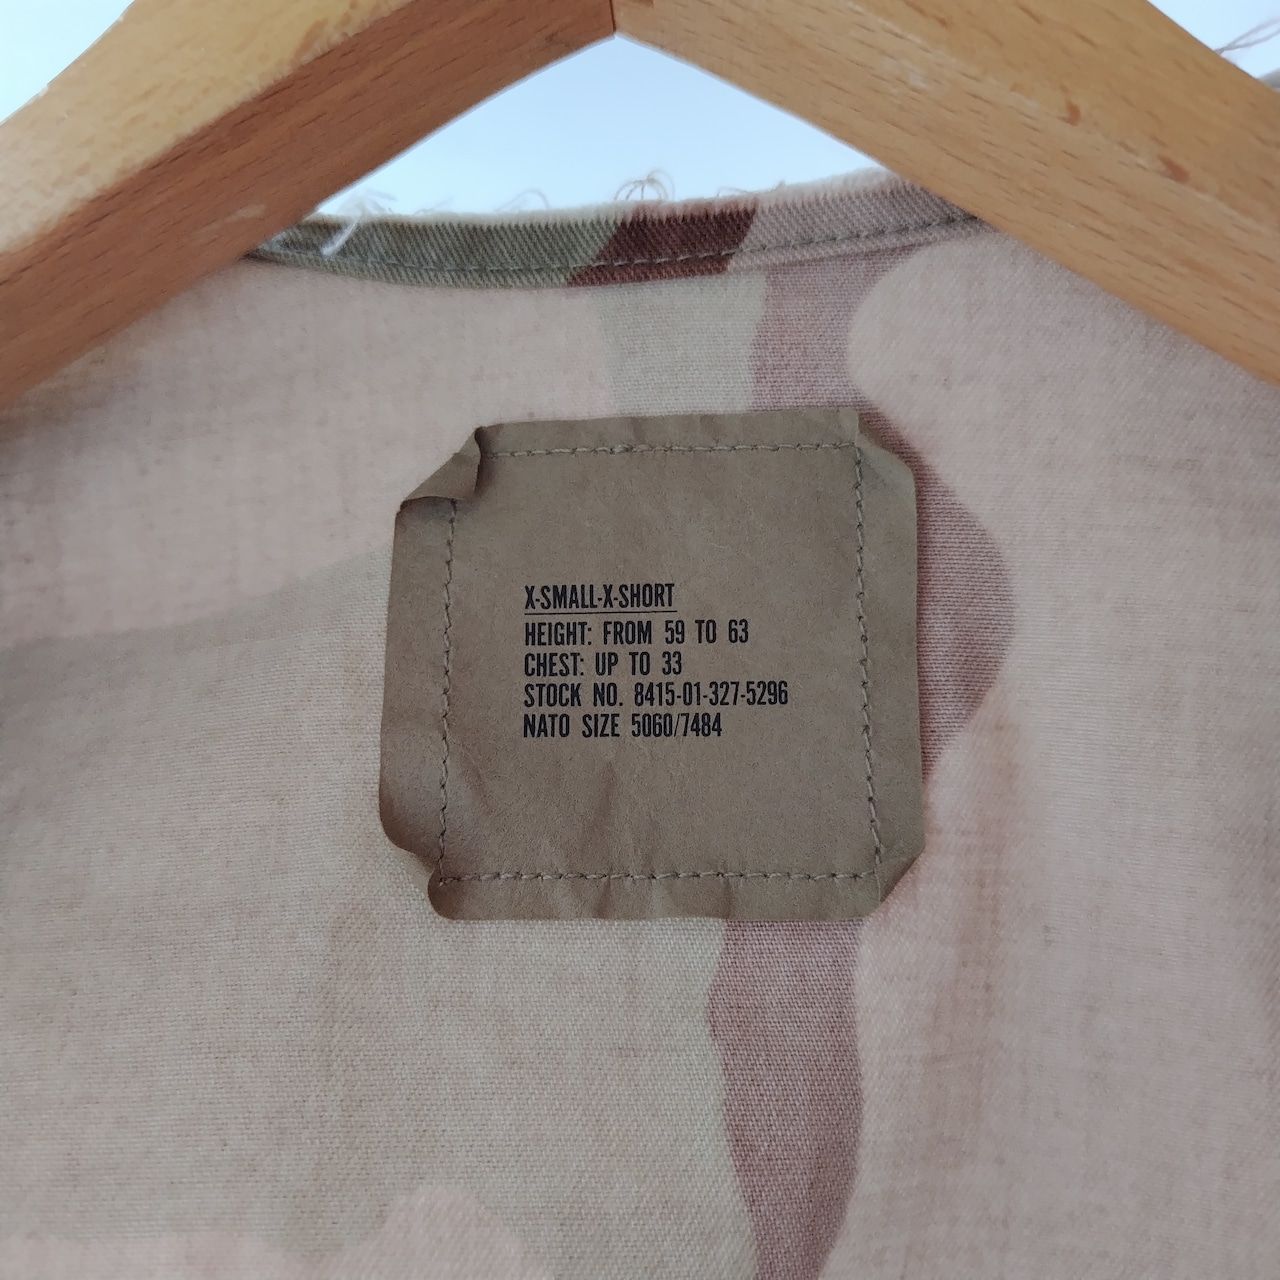 X-SMALL-X-SHORT
HEIGHT: FROM 59 TO 63
CHEST: UP TO 33
STOCK NO. 8415-01-327-5296
NATO SIZE 5060/7484